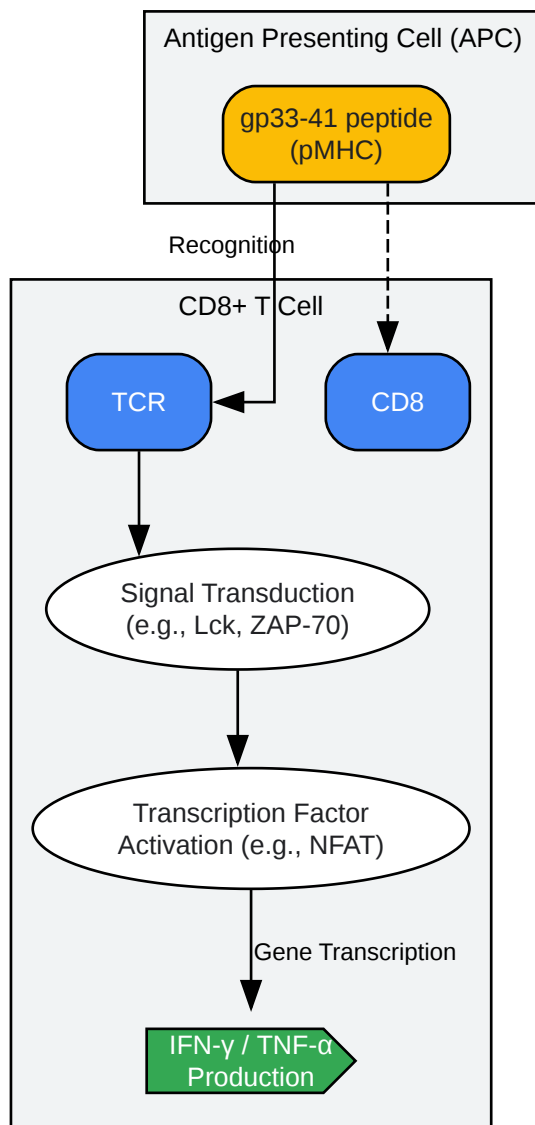 Antigen Presenting Cell (APC)
gp33-41 peptide
(pMHC)
Recognition
CD8+ T Cell
TCR
CD8
Signal Transduction
(e.g., Lck, ZAP-70)
Transcription Factor
Activation (e.g., NFAT)
Gene Transcription
IFN-γ / TNF-α
Production